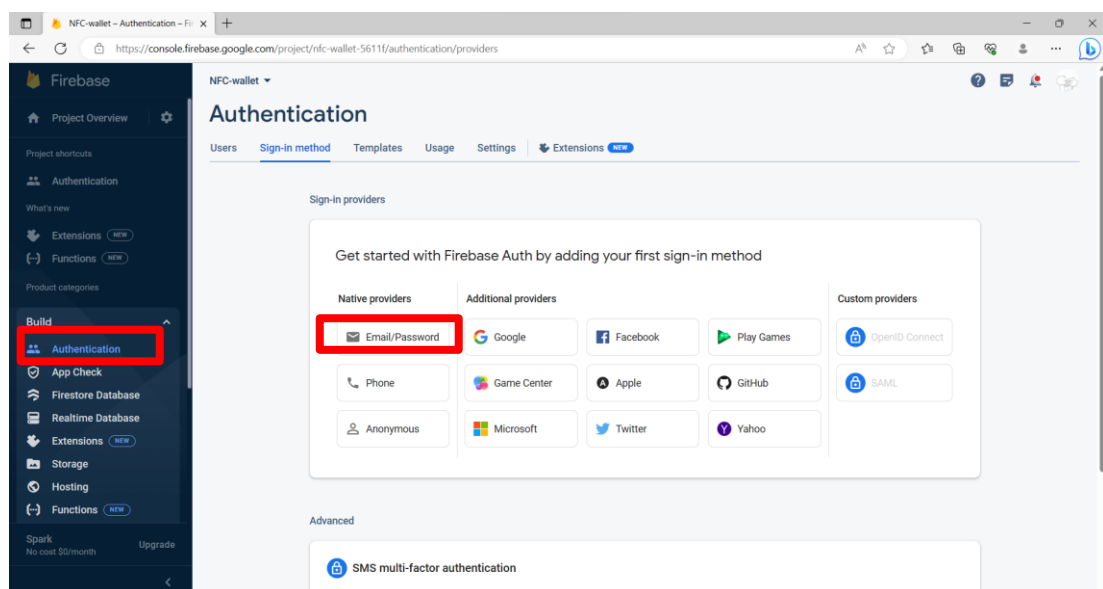 NFC-wallet – Authentication – Fi
https://console.firebase.google.com/project/nfc-wallet-5611f/authentication/providers
Firebase
NFC-wallet
Project Overview
Authentication
Users Sign-in method Templates Usage Settings Extensions NEW
Project shortcuts
Authentication
What's new
Extensions NEW
Functions NEW
Product categories
Build
Authentication
App Check
Firestore Database
Realtime Database
Extensions NEW
Storage
Hosting
Functions NEW
Spark
No cost $0/month
Upgrade
Sign-in providers
Get started with Firebase Auth by adding your first sign-in method
Native providers Additional providers Custom providers
Email/Password Google Facebook Play Games OpenID Connect
Phone Game Center Apple GitHub SAML
Anonymous Microsoft Twitter Yahoo
Advanced
SMS multi-factor authentication